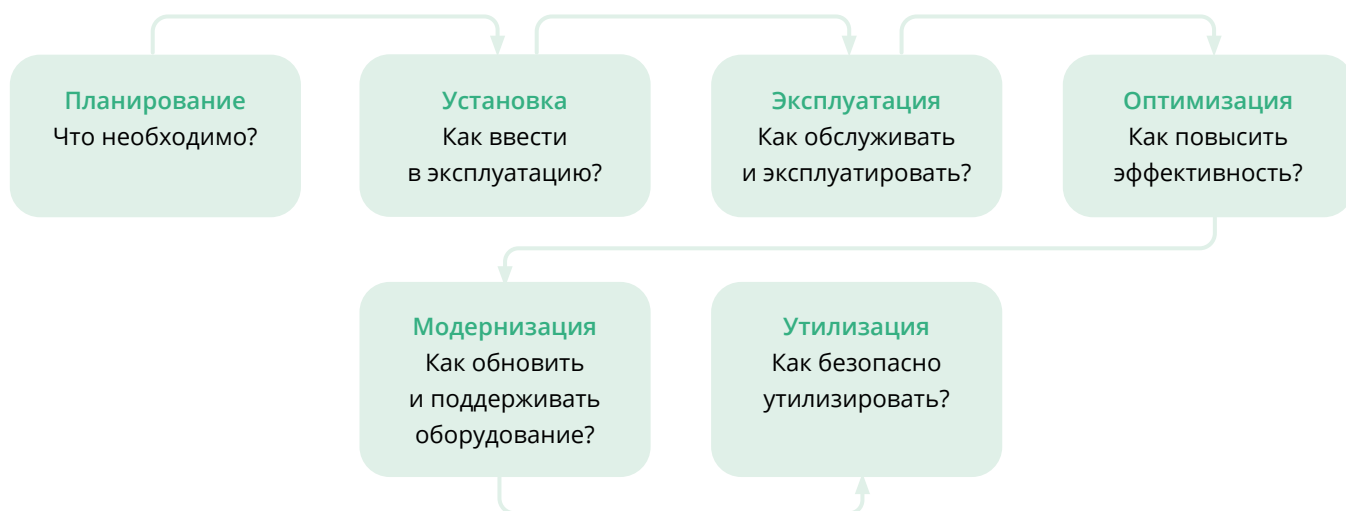 Планирование
Что необходимо?
Установка
Как ввести
в эксплуатацию?
Эксплуатация
Как обслуживать
и эксплуатировать?
Оптимизация
Как повысить
эффективность?
Модернизация
Как обновить
и поддерживать
оборудование?
Утилизация
Как безопасно
утилизировать?